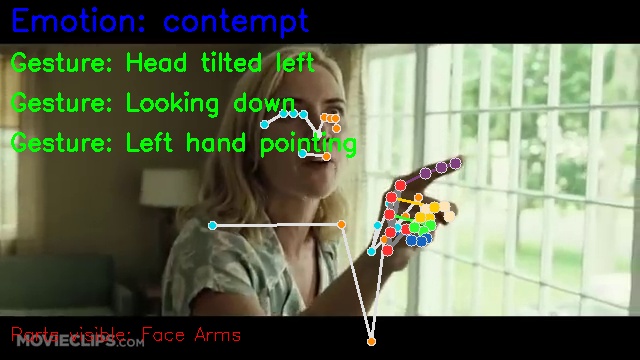 Emotion: contempt
Gesture: Head tilted left
Gesture: Looking down
Gesture: Left hand pointing
Parts visible: Face Arms
MOVIECLIPS.COM